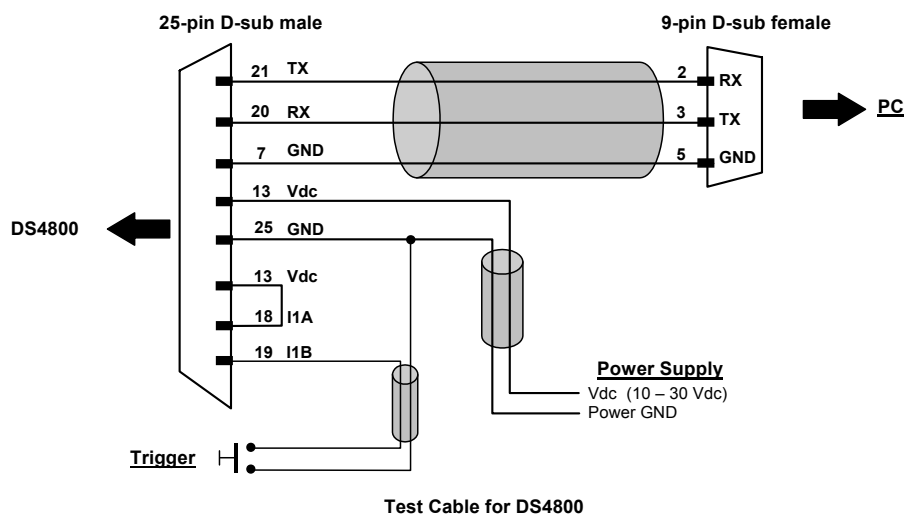 25-pin D-sub male
9-pin D-sub female
21 TX
2 RX
20 RX
3 TX
PC
7 GND
5 GND
13 Vdc
DS4800
25 GND
13 Vdc
18 I1A
19 I1B
Power Supply
Vdc (10 – 30 Vdc)
Power GND
Trigger
Test Cable for DS4800